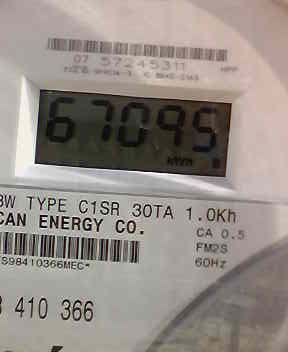 07 57245311
67095
kWh
3W TYPE C1SR 30TA 1.0Kh
CAN ENERGY CO.
CA 0.5
FM2S
60Hz
*S98410366MEC*
410 366